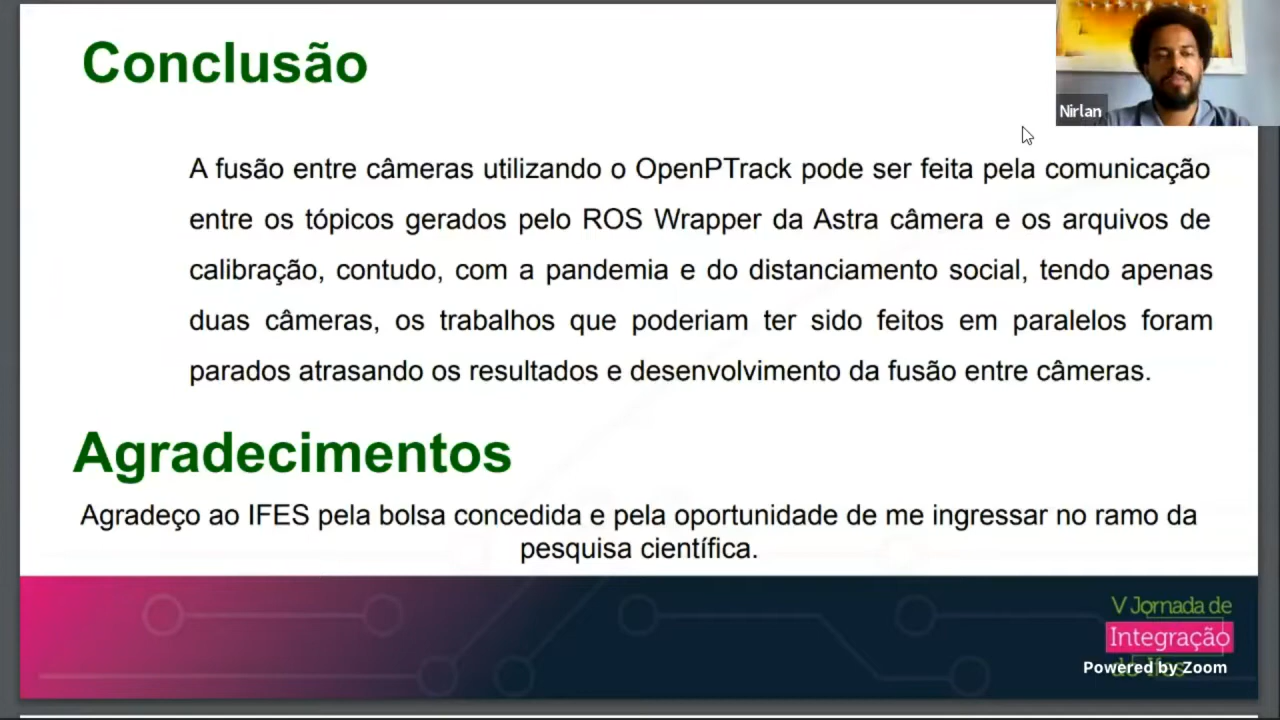 Conclusão
Nirlan
A fusão entre câmeras utilizando o OpenPTrack pode ser feita pela comunicação
entre os tópicos gerados pelo ROS Wrapper da Astra câmera e os arquivos de
calibração, contudo, com a pandemia e do distanciamento social, tendo apenas
duas câmeras, os trabalhos que poderiam ter sido feitos em paralelos foram
parados atrasando os resultados e desenvolvimento da fusão entre câmeras.
Agradecimentos
Agradeço ao IFES pela bolsa concedida e pela oportunidade de me ingressar no ramo da
pesquisa científica.
V Jornada de
Integração
Powered by Zoom